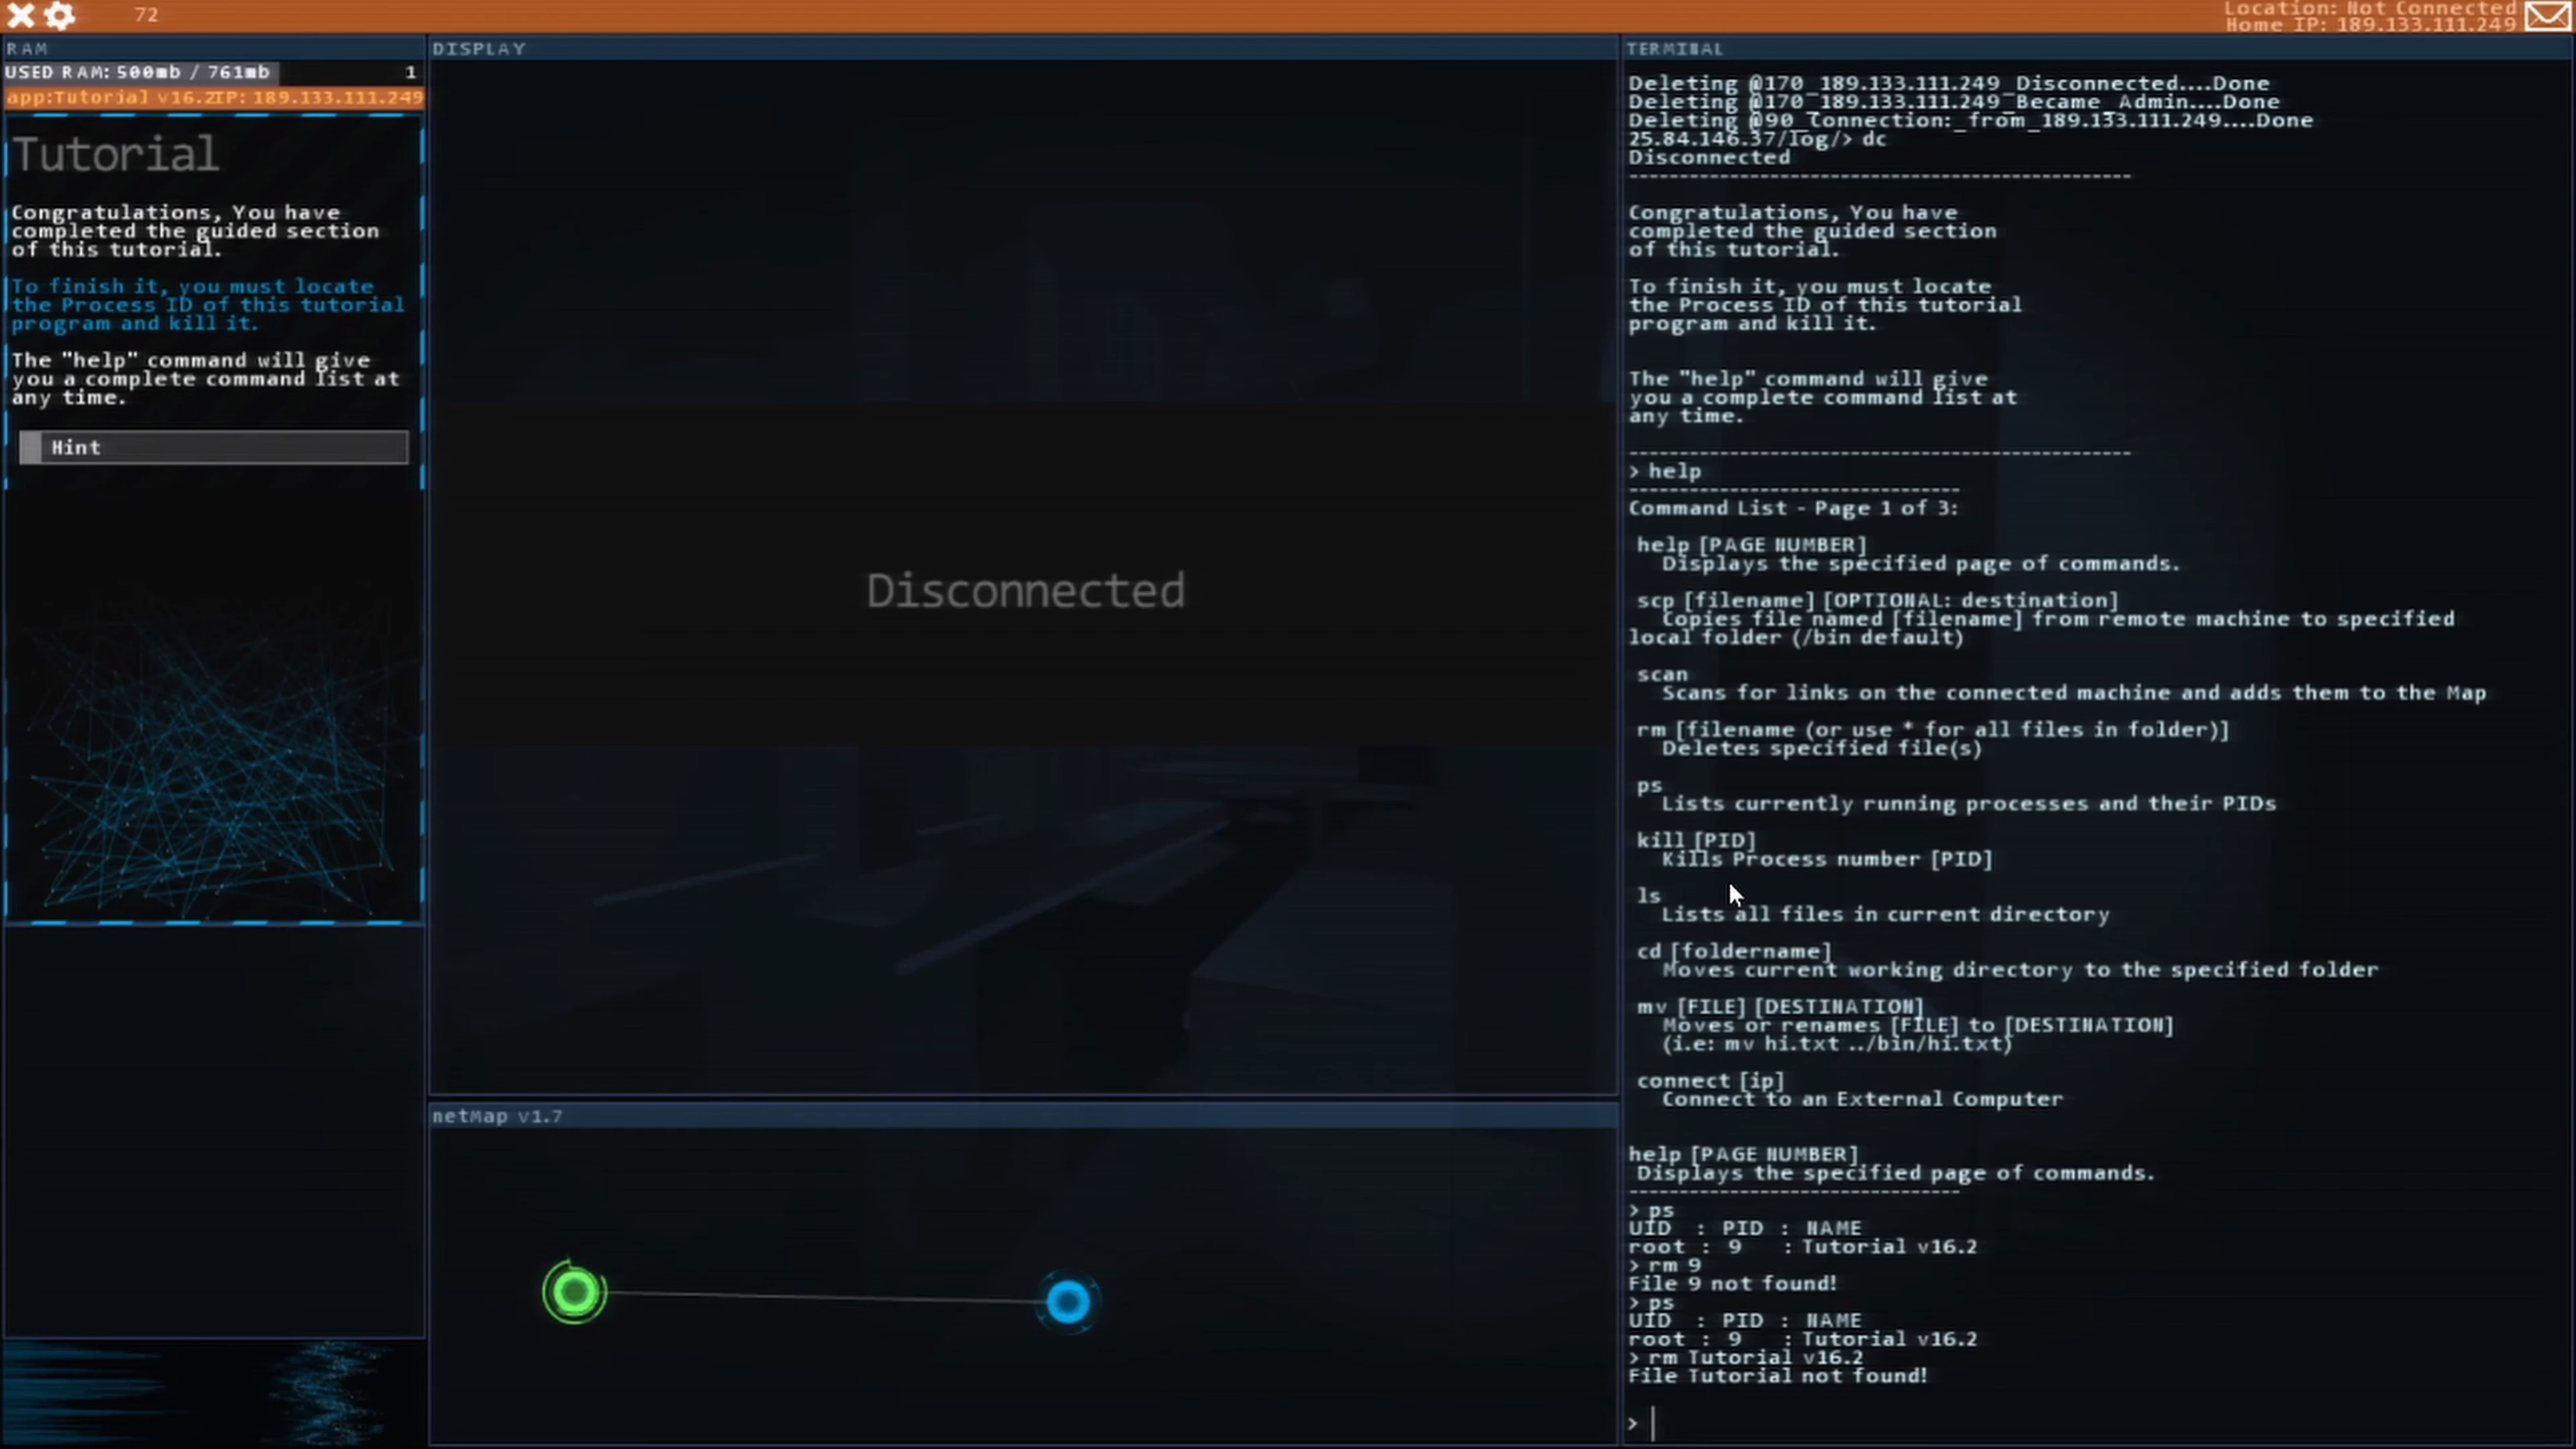 72
Location: Not Connected
Home IP: 189.133.111.249
RAM
USED RAM: 500mb / 761mb 1
app:Tutorial v16.2IP: 189.133.111.249
Tutorial
Congratulations, You have
completed the guided section
of this tutorial.
To finish it, you must locate
the Process ID of this tutorial
program and kill it.
The "help" command will give
you a complete command list at
any time.
Hint
DISPLAY
Disconnected
netMap v1.7
TERMINAL
Deleting @170_189.133.111.249_Disconnected....Done
Deleting @170_189.133.111.249_Became_Admin....Done
Deleting @90_Connection:_from_189.133.111.249....Done
25.84.146.37/log/> dc
Disconnected
-------------------------------------------------------------
Congratulations, You have
completed the guided section
of this tutorial.
To finish it, you must locate
the Process ID of this tutorial
program and kill it.
The "help" command will give
you a complete command list at
any time.
-------------------------------------------------------------
> help
----------------------------------------
Command List - Page 1 of 3:
help [PAGE NUMBER]
Displays the specified page of commands.
scp [filename] [OPTIONAL: destination]
Copies file named [filename] from remote machine to specified
local folder (/bin default)
scan
Scans for links on the connected machine and adds them to the Map
rm [filename (or use * for all files in folder)]
Deletes specified file(s)
ps
Lists currently running processes and their PIDs
kill [PID]
Kills Process number [PID]
ls
Lists all files in current directory
cd [foldername]
Moves current working directory to the specified folder
mv [FILE] [DESTINATION]
Moves or renames [FILE] to [DESTINATION]
(i.e: mv hi.txt ../bin/hi.txt)
connect [ip]
Connect to an External Computer
help [PAGE NUMBER]
Displays the specified page of commands.
----------------------------------------
> ps
UID : PID : NAME
root : 9 : Tutorial v16.2
> rm 9
File 9 not found!
> ps
UID : PID : NAME
root : 9 : Tutorial v16.2
> rm Tutorial v16.2
File Tutorial not found!
>